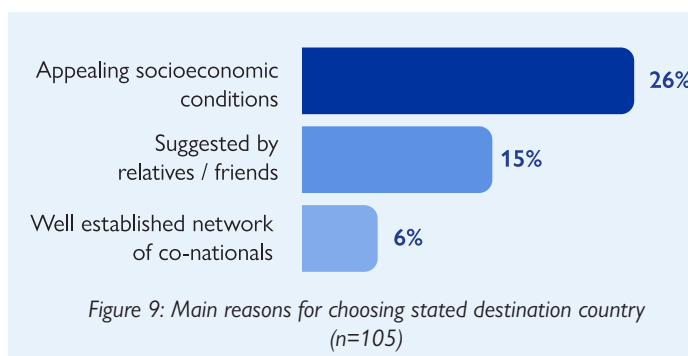 Appealing socioeconomic
conditions
26%
Suggested by
relatives / friends
15%
Well established network
of co-nationals
6%
Figure 9: Main reasons for choosing stated destination country
(n=105)